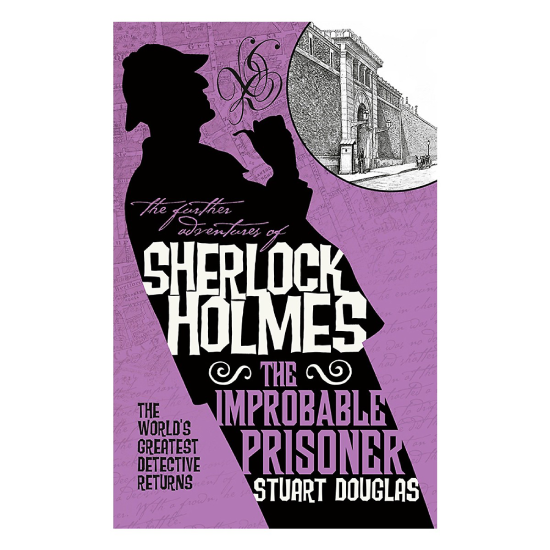 the further
adventures of
SHERLOCK
HOLMES
THE
IMPROBABLE
PRISONER
STUART DOUGLAS
THE
WORLD'S
GREATEST
DETECTIVE
RETURNS